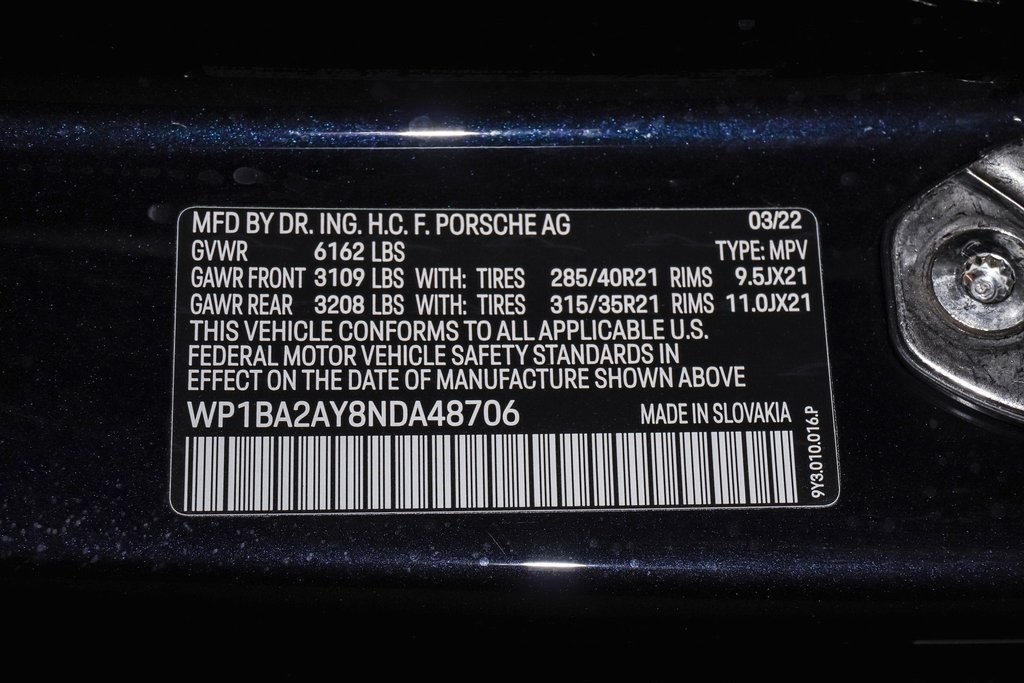 MFD BY DR. ING. H.C. F. PORSCHE AG 03/22
GVWR 6162 LBS TYPE: MPV
GAWR FRONT 3109 LBS WITH: TIRES 285/40R21 RIMS 9.5JX21
GAWR REAR 3208 LBS WITH: TIRES 315/35R21 RIMS 11.0JX21
THIS VEHICLE CONFORMS TO ALL APPLICABLE U.S.
FEDERAL MOTOR VEHICLE SAFETY STANDARDS IN
EFFECT ON THE DATE OF MANUFACTURE SHOWN ABOVE
WP1BA2AY8NDA48706 MADE IN SLOVAKIA
9Y3.010.016.P